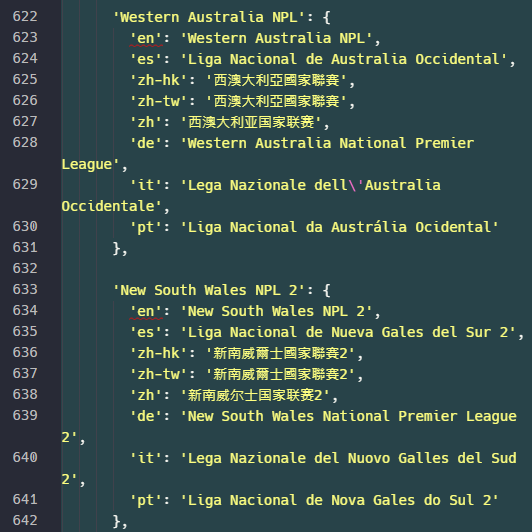 622 'Western Australia NPL': {
623 'en': 'Western Australia NPL',
624 'es': 'Liga Nacional de Australia Occidental',
625 'zh-hk': '西澳大利亞國家聯賽',
626 'zh-tw': '西澳大利亞國家聯賽',
627 'zh': '西澳大利亚国家联赛',
628 'de': 'Western Australia National Premier
League',
629 'it': 'Lega Nazionale dell\'Australia
Occidentale',
630 'pt': 'Liga Nacional da Austrália Ocidental'
631 },
632
633 'New South Wales NPL 2': {
634 'en': 'New South Wales NPL 2',
635 'es': 'Liga Nacional de Nueva Gales del Sur 2',
636 'zh-hk': '新南威爾士國家聯賽2',
637 'zh-tw': '新南威爾士國家聯賽2',
638 'zh': '新南威尔士国家联赛2',
639 'de': 'New South Wales National Premier League
2',
640 'it': 'Lega Nazionale del Nuovo Galles del Sud
2',
641 'pt': 'Liga Nacional de Nova Gales do Sul 2'
642 },